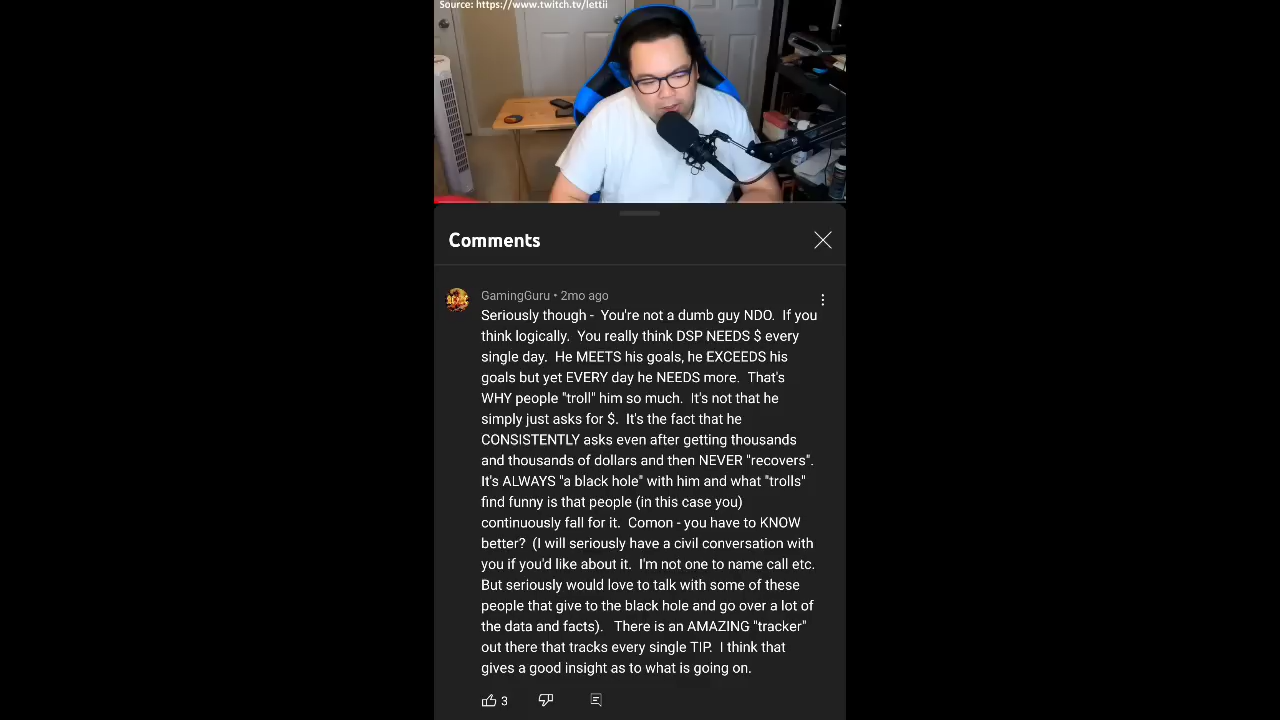 Source: https://www.twitch.tv/lettii
Comments
GamingGuru • 2mo ago
Seriously though - You're not a dumb guy NDO. If you
think logically. You really think DSP NEEDS $ every
single day. He MEETS his goals, he EXCEEDS his
goals but yet EVERY day he NEEDS more. That's
WHY people "troll" him so much. It's not that he
simply just asks for $. It's the fact that he
CONSISTENTLY asks even after getting thousands
and thousands of dollars and then NEVER "recovers".
It's ALWAYS "a black hole" with him and what "trolls"
find funny is that people (in this case you)
continuously fall for it. Comon - you have to KNOW
better? (I will seriously have a civil conversation with
you if you'd like about it. I'm not one to name call etc.
But seriously would love to talk with some of these
people that give to the black hole and go over a lot of
the data and facts). There is an AMAZING "tracker"
out there that tracks every single TIP. I think that
gives a good insight as to what is going on.
3